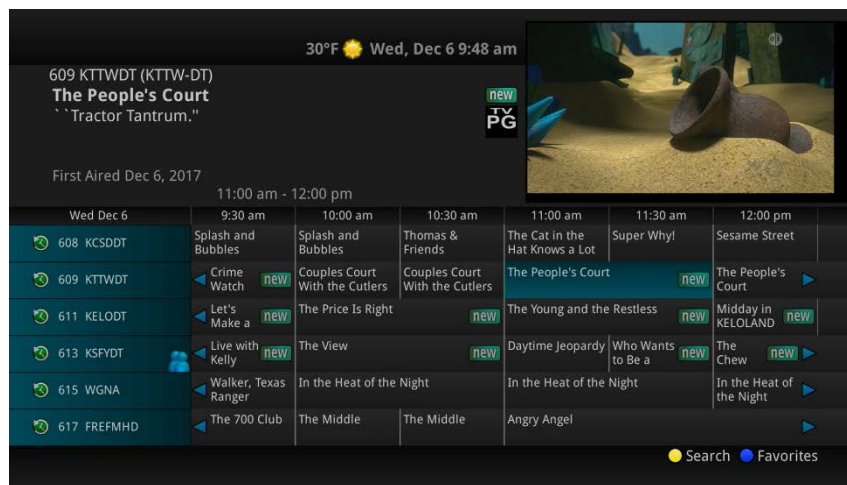 30°F Wed, Dec 6 9:48 am
609 KTTWDT (KTTW-DT)
The People's Court
new
``Tractor Tantrum."
TV
PG
First Aired Dec 6, 2017
11:00 am - 12:00 pm
Wed Dec 6 9:30 am 10:00 am 10:30 am 11:00 am 11:30 am 12:00 pm
608 KCSDDT
Splash and Splash and Thomas & The Cat in the Super Why! Sesame Street
Bubbles Bubbles Friends Hat Knows a Lot
609 KTTWDT
Crime new Couples Court Couples Court The People's Court new The People's
Watch With the Cutlers With the Cutlers Court
611 KELODT
Let's new The Price Is Right new The Young and the Restless new Midday in new
Make a KELOLAND
613 KSFYDT
Live with new The View new Daytime Jeopardy Who Wants new The new
Kelly to Be a Chew
615 WGNA
Walker, Texas In the Heat of the Night In the Heat of the Night In the Heat of
Ranger the Night
617 FREFMHD
The 700 Club The Middle The Middle Angry Angel
Search Favorites